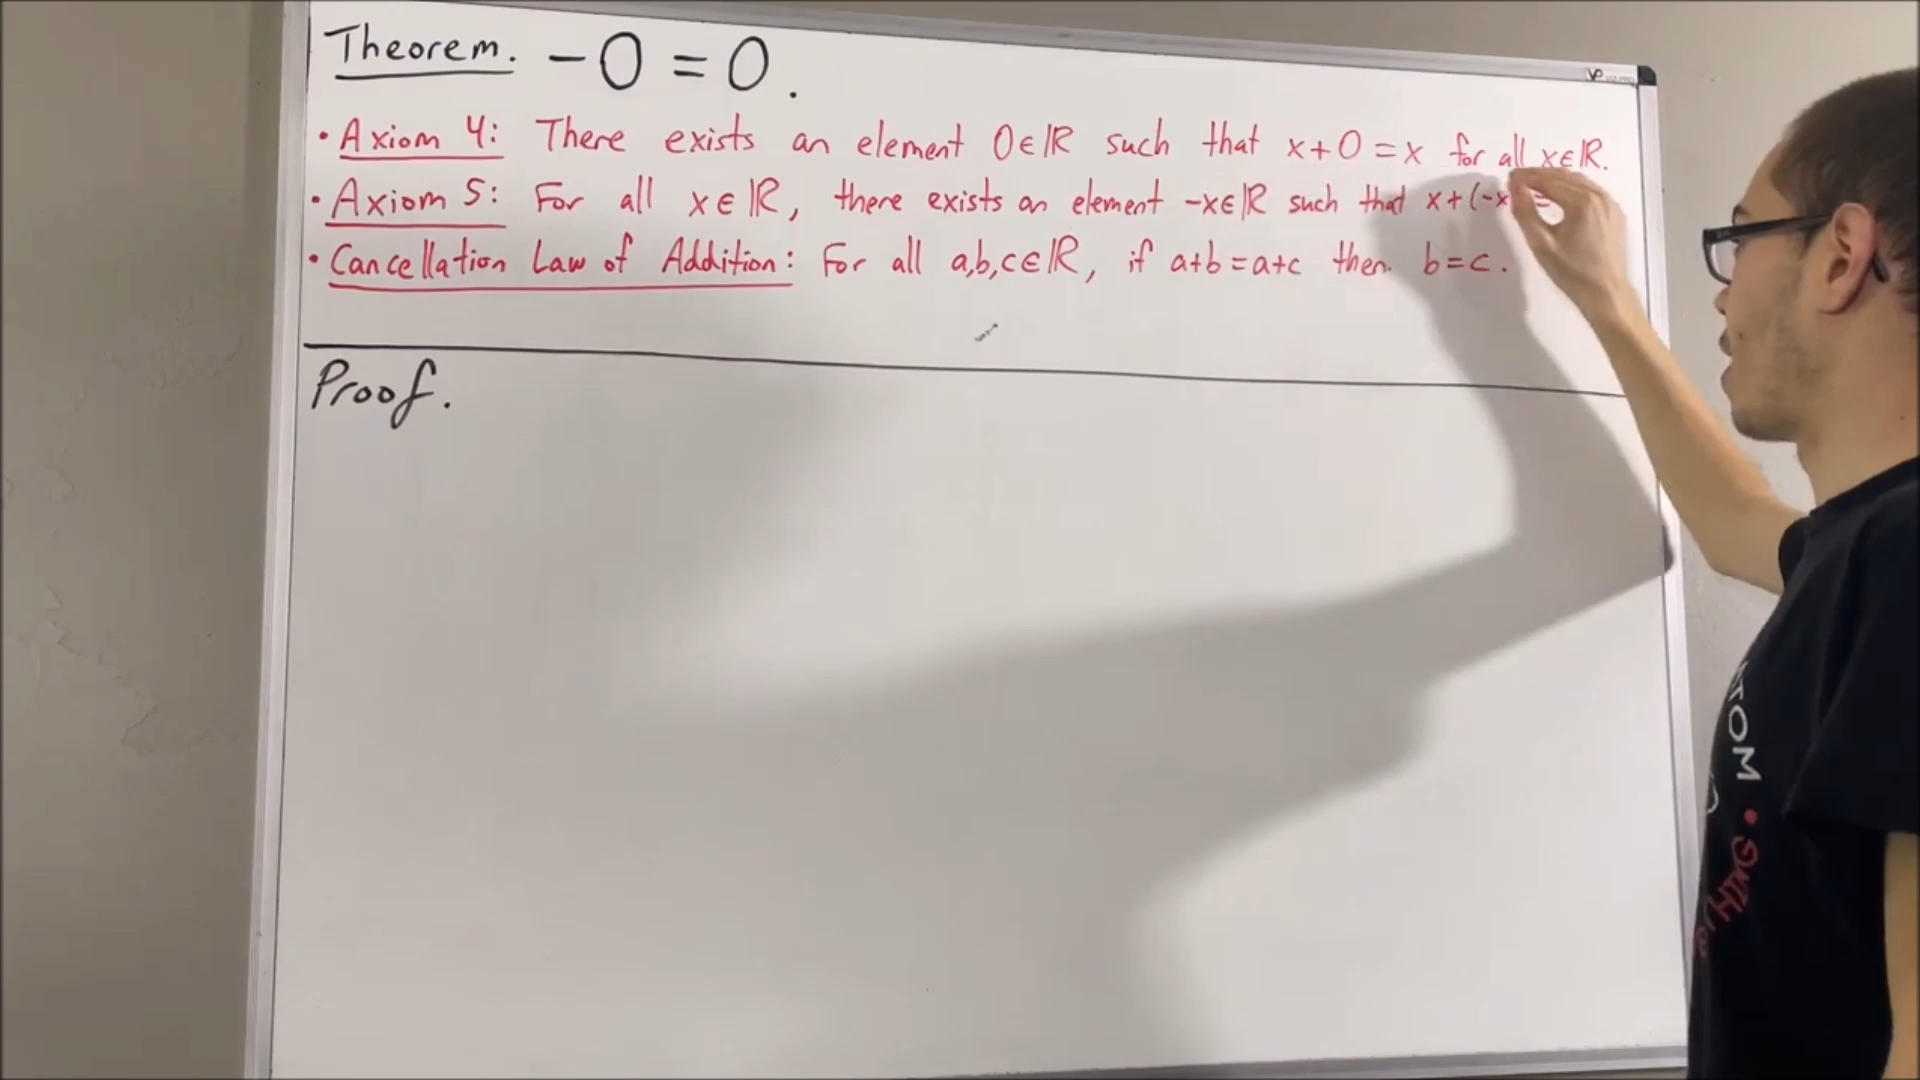 Theorem. -0 = 0.
• Axiom 4: There exists an element 0∈ℝ such that x+0=x for all x∈ℝ.
• Axiom 5: For all x∈ℝ, there exists an element -x∈ℝ such that x+(-x =
• Cancellation Law of Addition: For all a,b,c∈ℝ, if a+b=a+c then b=c.
Proof.